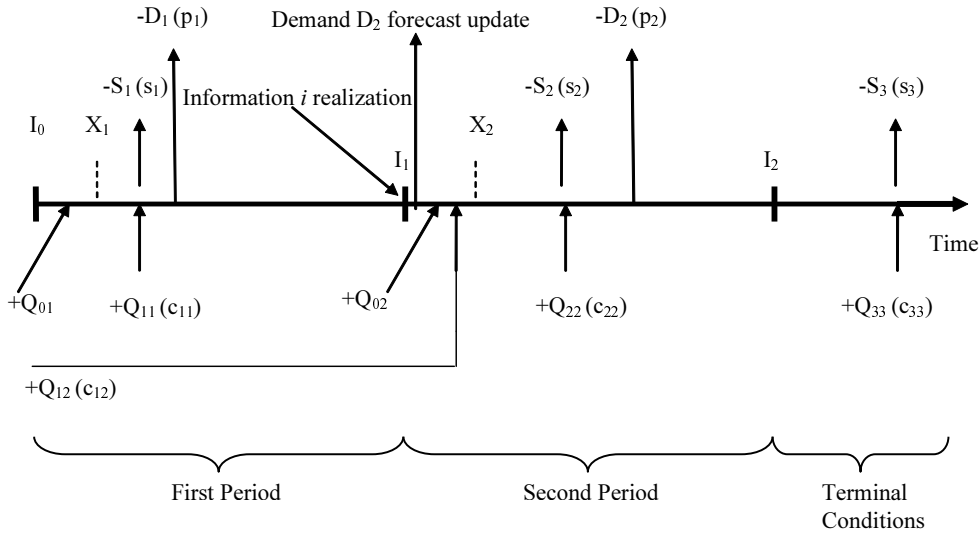 -D₁ (p₁)
Demand D₂ forecast update
-D₂ (p₂)
-S₁ (s₁)
Information i realization
-S₂ (s₂)
-S₃ (s₃)
I₀
X₁
I₁
X₂
I₂
Time
+Q₀₁
+Q₁₁ (c₁₁)
+Q₀₂
+Q₂₂ (c₂₂)
+Q₃₃ (c₃₃)
+Q₁₂ (c₁₂)
First Period
Second Period
Terminal
Conditions